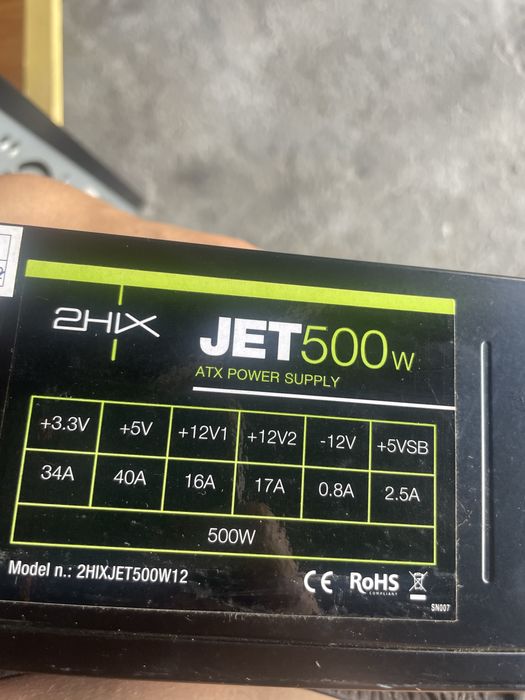 2HIX
JET500W
ATX POWER SUPPLY
+3.3V +5V +12V1 +12V2 -12V +5VSB
34A 40A 16A 17A 0.8A 2.5A
500W
Model n.: 2HIXJET500W12
CE RoHS
COMPLIANT
SN007